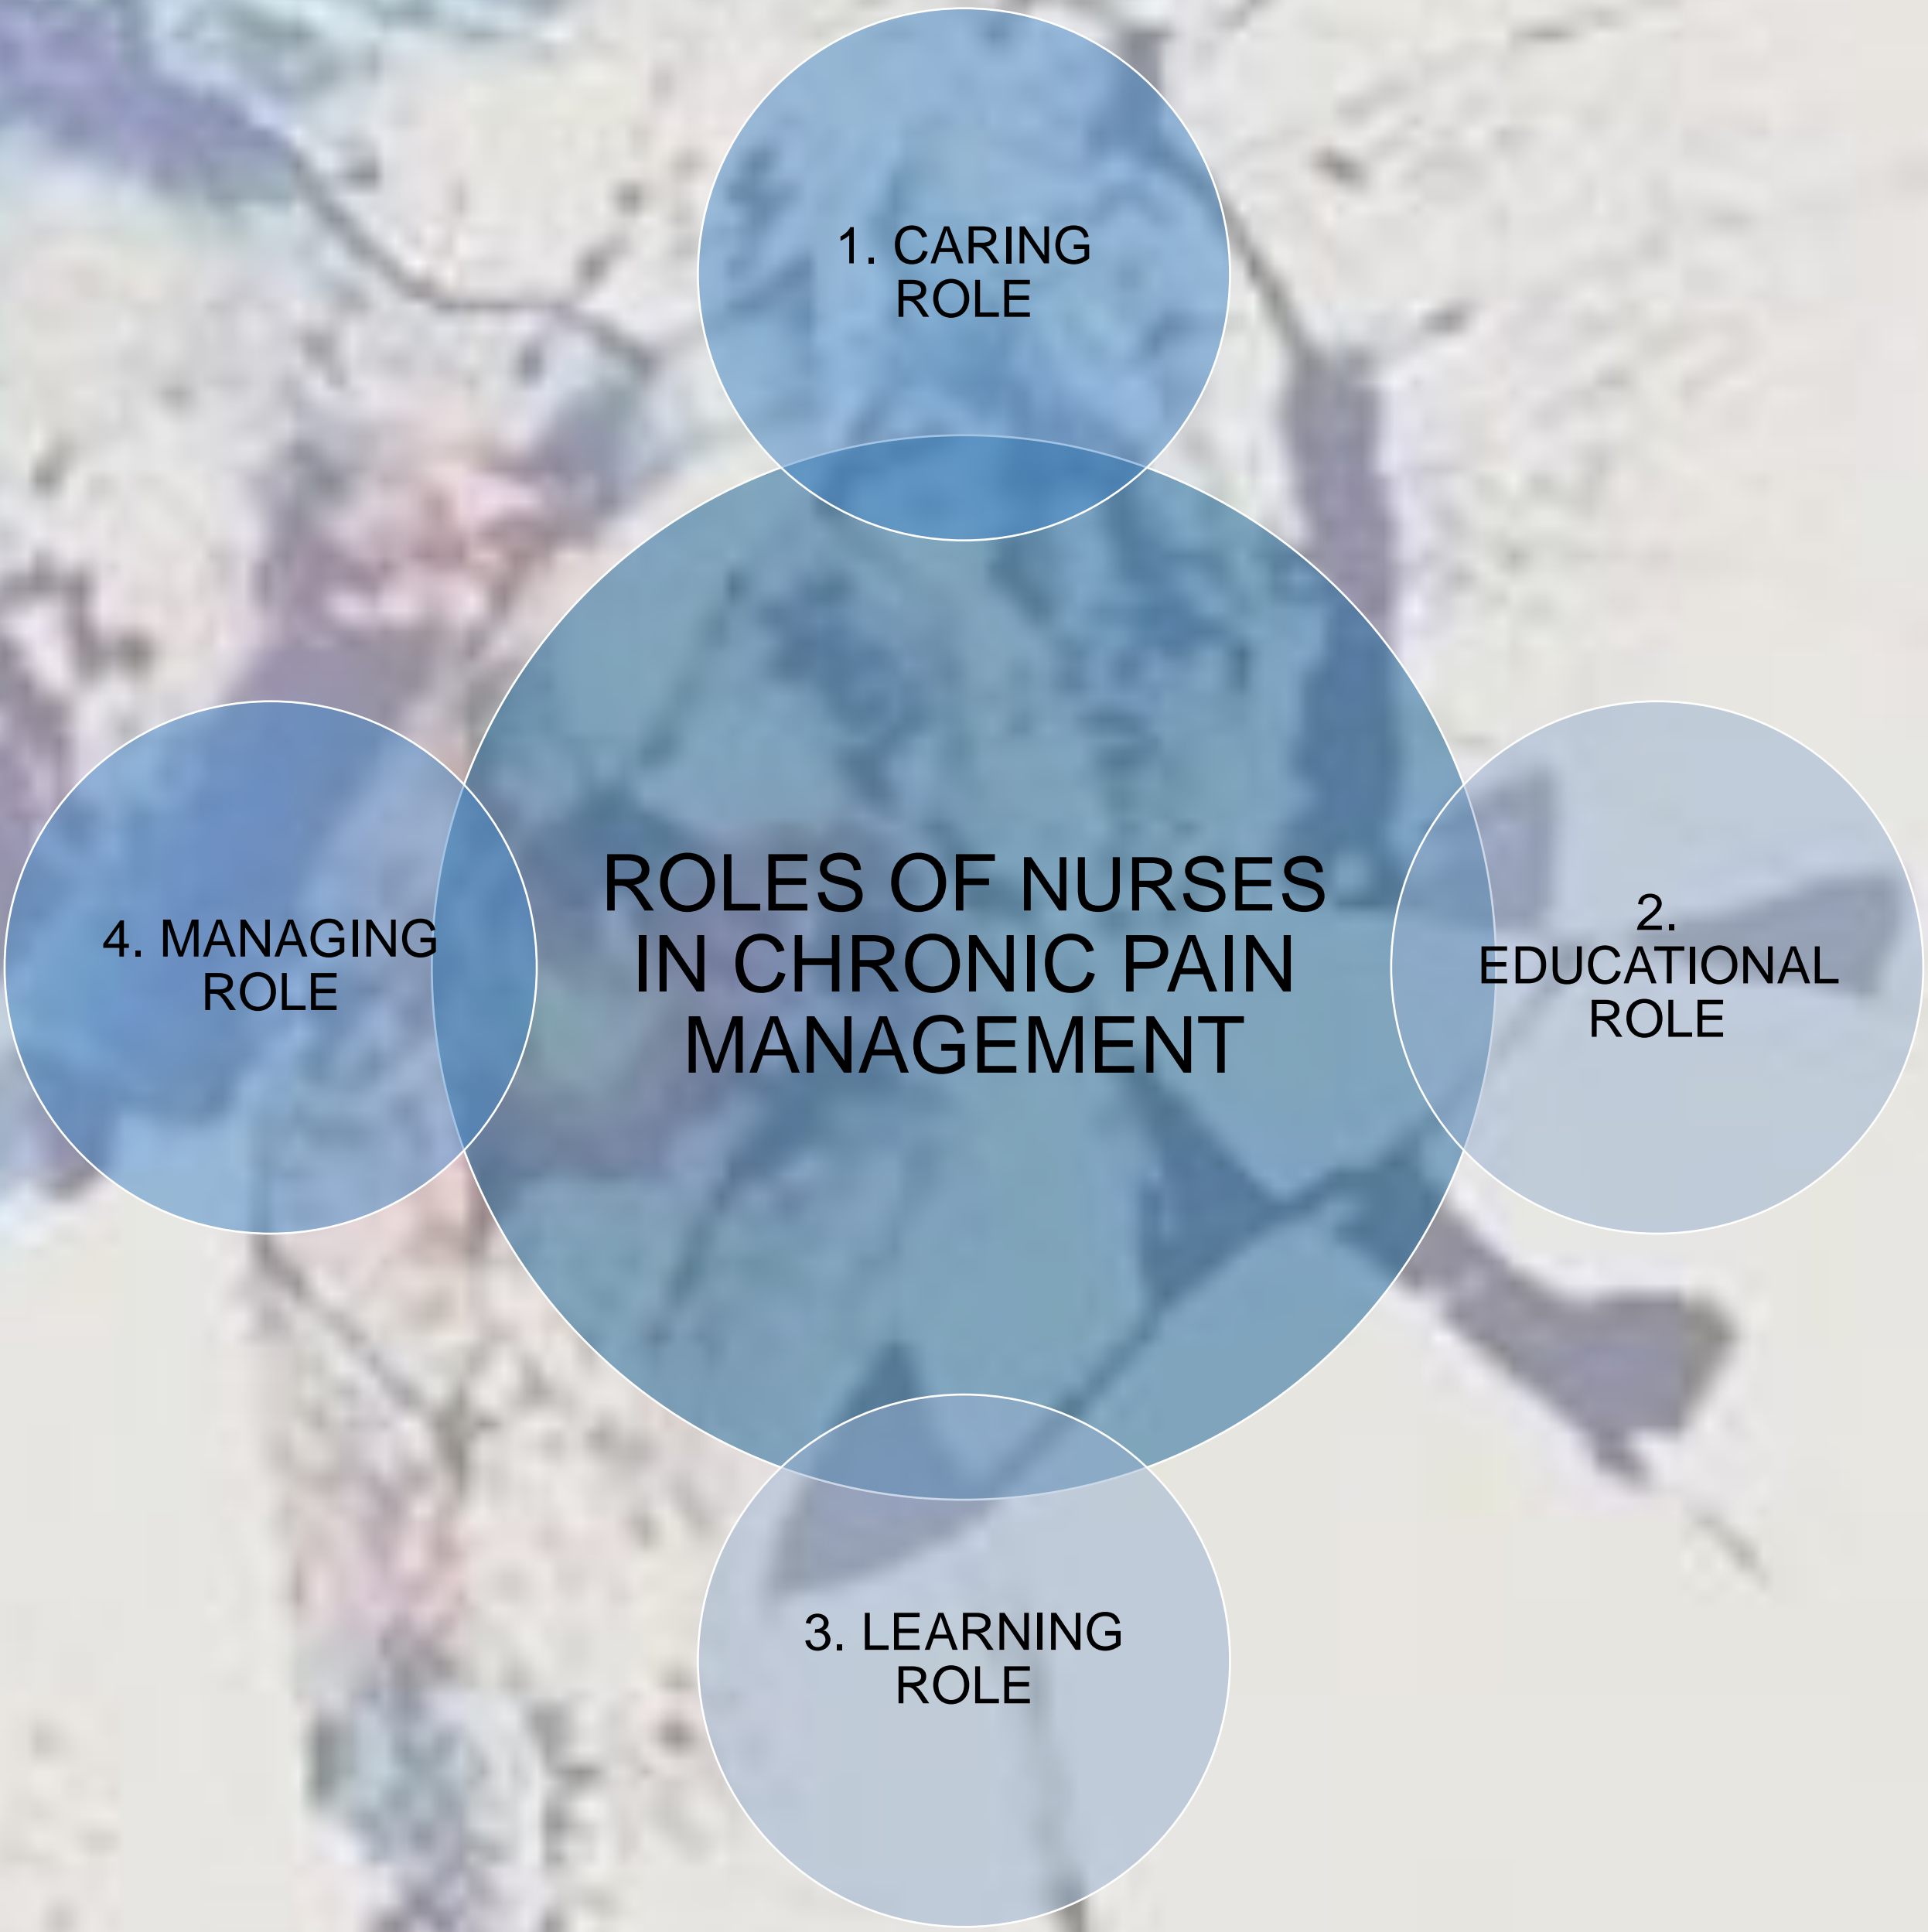 1. CARING
ROLE
ROLES OF NURSES
IN CHRONIC PAIN
MANAGEMENT
2.
EDUCATIONAL
ROLE
3. LEARNING
ROLE
4. MANAGING
ROLE